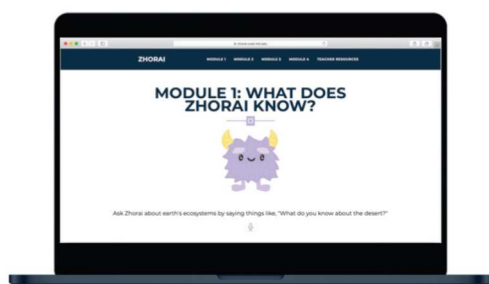 ZHORAI
MODULE 1 MODULE 2 MODULE 3 MODULE 4 TEACHER RESOURCES
MODULE 1: WHAT DOES
ZHORAI KNOW?
Ask Zhorai about earth's ecosystems by saying things like, "What do you know about the desert?"